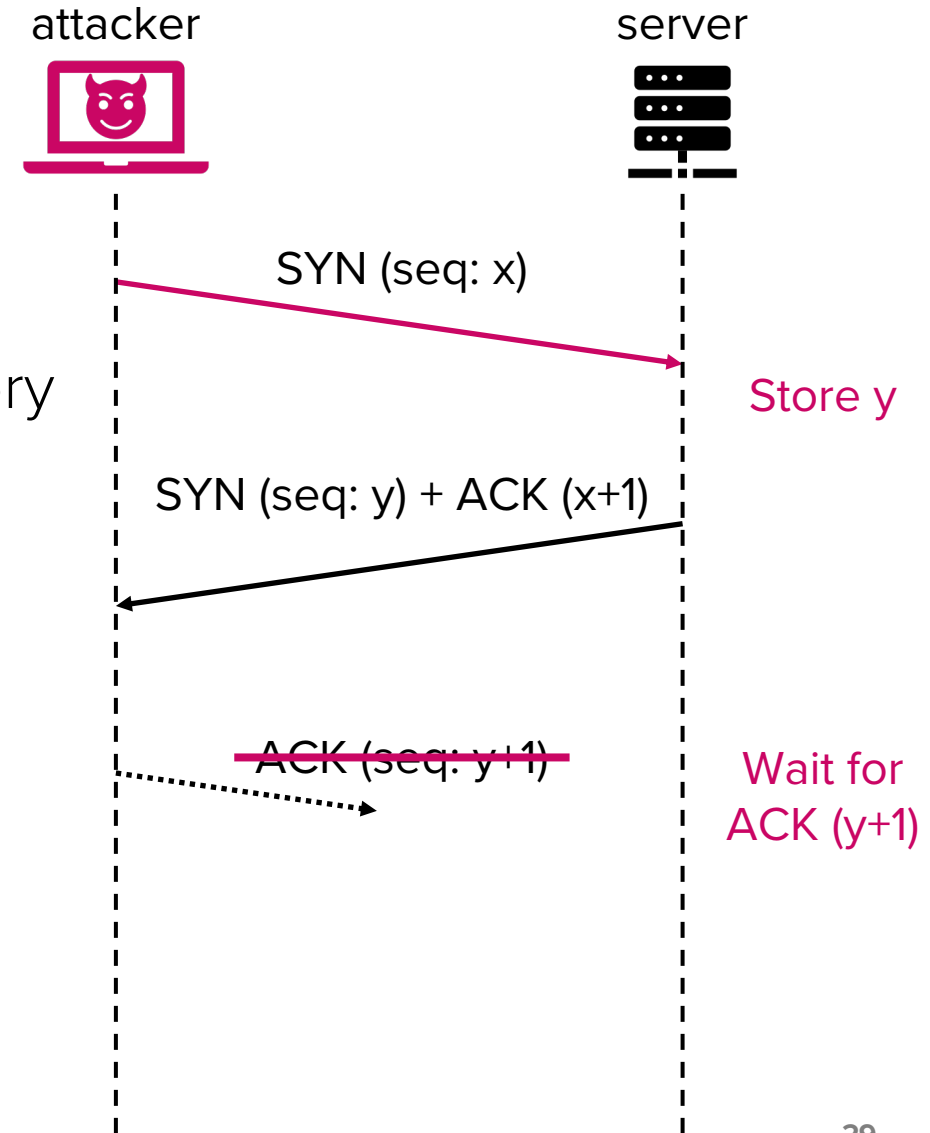 attacker
server
SYN (seq: x)
ry
Store y
SYN (seq: y) + ACK (x+1)
ACK (seq: y+1)
Wait for
ACK (y+1)